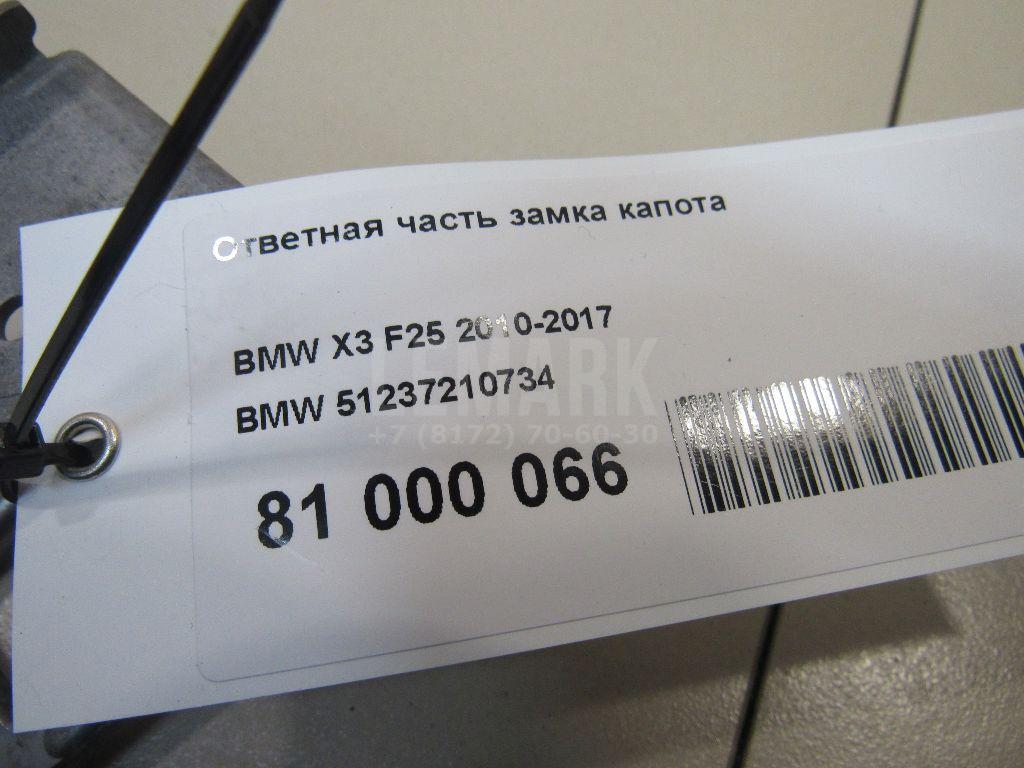 Ответная часть замка капота
BMW X3 F25 2010-2017
BMW 51237210734
LEMARK
+7 (8172) 70-60-30
81 000 066